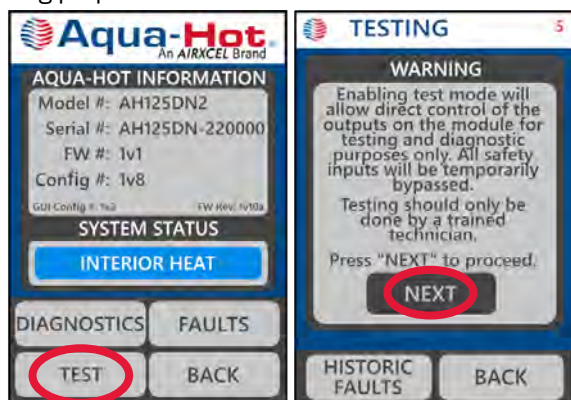 Aqua-Hot
An AIRXCEL Brand
AQUA-HOT INFORMATION
Model #: AH125DN2
Serial #: AH125DN-220000
FW #: 1v1
Config #: 1v8
GUI Config #: 1v3 FW Rev: 1v10a
SYSTEM STATUS
INTERIOR HEAT
DIAGNOSTICS
FAULTS
TEST
BACK
TESTING
5
WARNING
Enabling test mode will
allow direct control of the
outputs on the module for
testing and diagnostic
purposes only. All safety
inputs will be temporarily
bypassed.
Testing should only be
done by a trained
technician.
Press "NEXT" to proceed.
NEXT
HISTORIC
FAULTS
BACK